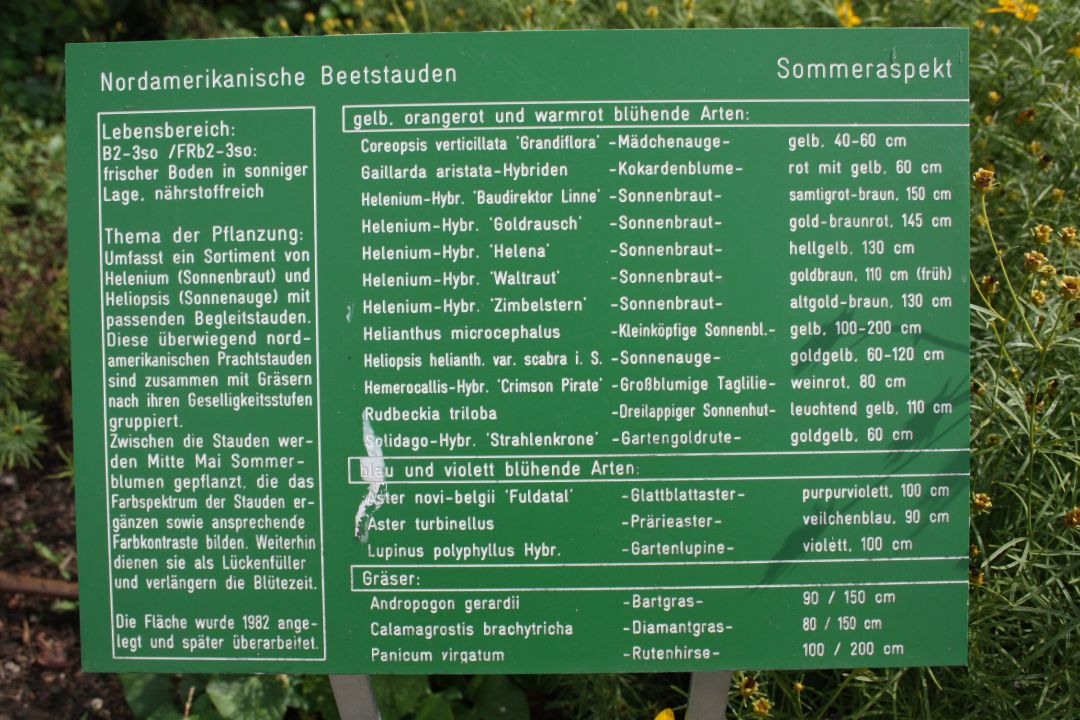 Nordamerikanische Beetstauden
Sommeraspekt
Lebensbereich:
B2-3so /FRb2-3so:
frischer Boden in sonniger
Lage, nährstoffreich
Thema der Pflanzung:
Umfasst ein Sortiment von
Helenium (Sonnenbraut) und
Heliopsis (Sonnenauge) mit
passenden Begleitstauden.
Diese überwiegend nord-
amerikanischen Prachtstauden
sind zusammen mit Gräsern
nach ihren Geselligkeitsstufen
gruppiert.
Zwischen die Stauden wer-
den Mitte Mai Sommer-
blumen gepflanzt, die das
Farbspektrum der Stauden er-
gänzen sowie ansprechende
Farbkontraste bilden. Weiterhin
dienen sie als Lückenfüller
und verlängern die Blütezeit.
Die Fläche wurde 1982 ange-
legt und später überarbeitet.
gelb, orangerot und warmrot blühende Arten:
Coreopsis verticillata 'Grandiflora' -Mädchenauge- gelb, 40-60 cm
Gaillarda aristata-Hybriden -Kokardenblume- rot mit gelb, 60 cm
Helenium-Hybr. 'Baudirektor Linne' -Sonnenbraut- samtigrot-braun, 150 cm
Helenium-Hybr. 'Goldrausch' -Sonnenbraut- gold-braunrot, 145 cm
Helenium-Hybr. 'Helena' -Sonnenbraut- hellgelb, 130 cm
Helenium-Hybr. 'Waltraut' -Sonnenbraut- goldbraun, 110 cm (früh)
Helenium-Hybr. 'Zimbelstern' -Sonnenbraut- altgold-braun, 130 cm
Helianthus microcephalus -Kleinköpfige Sonnenbl.- gelb, 100-200 cm
Heliopsis helianth. var. scabra i. S. -Sonnenauge- goldgelb, 60-120 cm
Hemerocallis-Hybr. 'Crimson Pirate' -Großblumige Taglilie- weinrot, 80 cm
Rudbeckia triloba -Dreilappiger Sonnenhut- leuchtend gelb, 110 cm
Solidago-Hybr. 'Strahlenkrone' -Gartengoldrute- goldgelb, 60 cm
blau und violett blühende Arten:
Aster novi-belgii 'Fuldatal' -Glattblattaster- purpurviolett, 100 cm
Aster turbinellus -Prärieaster- veilchenblau, 90 cm
Lupinus polyphyllus Hybr. -Gartenlupine- violett, 100 cm
Gräser:
Andropogon gerardii -Bartgras- 90 / 150 cm
Calamagrostis brachytricha -Diamantgras- 80 / 150 cm
Panicum virgatum -Rutenhirse- 100 / 200 cm